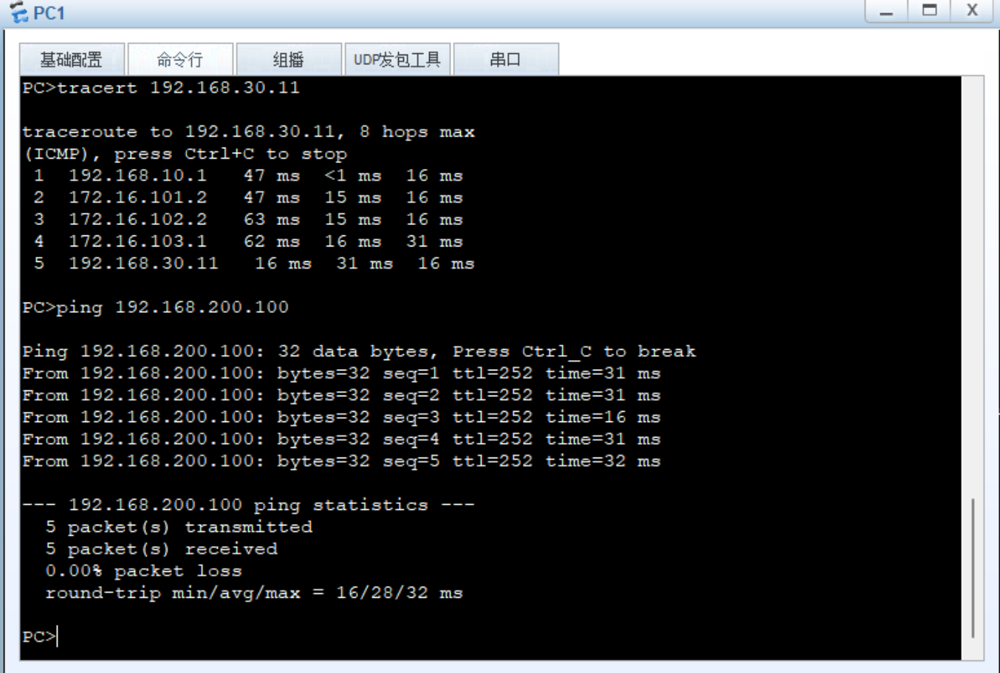 PC1
基础配置 命令行 组播 UDP发包工具 串口
PC>tracert 192.168.30.11
traceroute to 192.168.30.11, 8 hops max
(ICMP), press Ctrl+C to stop
1 192.168.10.1 47 ms <1 ms 16 ms
2 172.16.101.2 47 ms 15 ms 16 ms
3 172.16.102.2 63 ms 15 ms 16 ms
4 172.16.103.1 62 ms 16 ms 31 ms
5 192.168.30.11 16 ms 31 ms 16 ms
PC>ping 192.168.200.100
Ping 192.168.200.100: 32 data bytes, Press Ctrl_C to break
From 192.168.200.100: bytes=32 seq=1 ttl=252 time=31 ms
From 192.168.200.100: bytes=32 seq=2 ttl=252 time=31 ms
From 192.168.200.100: bytes=32 seq=3 ttl=252 time=16 ms
From 192.168.200.100: bytes=32 seq=4 ttl=252 time=31 ms
From 192.168.200.100: bytes=32 seq=5 ttl=252 time=32 ms
--- 192.168.200.100 ping statistics ---
5 packet(s) transmitted
5 packet(s) received
0.00% packet loss
round-trip min/avg/max = 16/28/32 ms
PC>